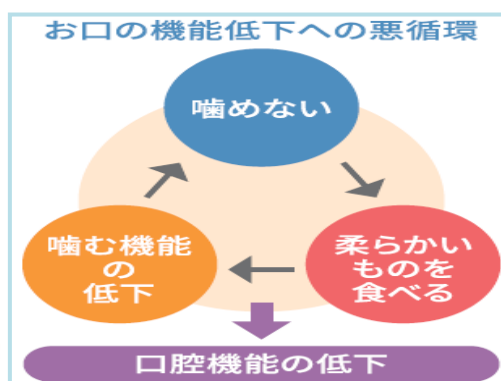 お口の機能低下への悪循環
噛めない
柔らかい
ものを
食べる
噛む機能
の
低下
口腔機能の低下